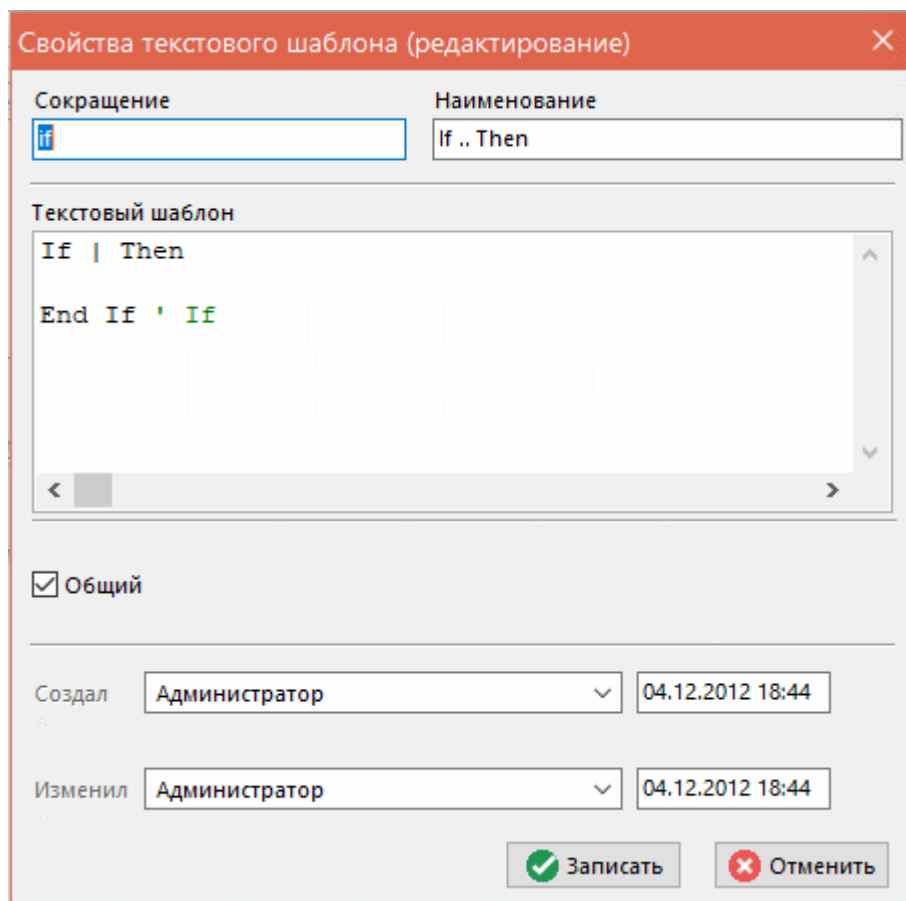 Свойства текстового шаблона (редактирование)
Сокращение Наименование
if If .. Then
Текстовый шаблон
If | Then
End If ' If
Общий
Создал Администратор 04.12.2012 18:44
Изменил Администратор 04.12.2012 18:44
Записать Отменить